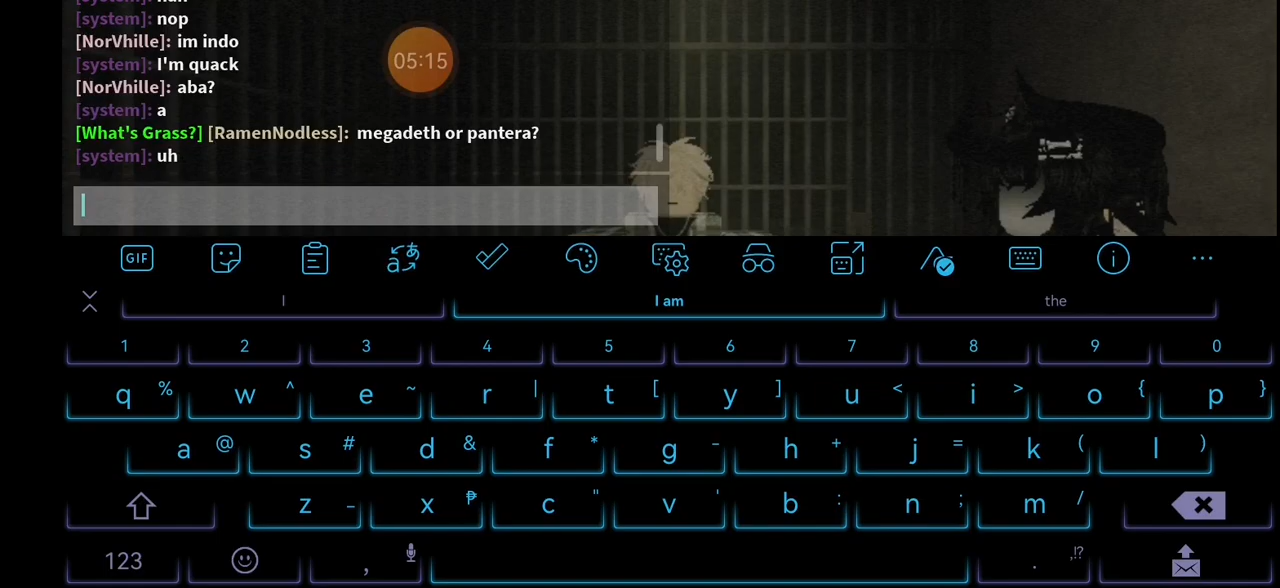 [system]: nop
[NorVhille]: im indo
[system]: I'm quack
[NorVhille]: aba?
[system]: a
[What's Grass?] [RamenNodless]: megadeth or pantera?
[system]: uh
05:15
GIF
I
I am
the
1 2 3 4 5 6 7 8 9 0
q % w ^ e ~ r | t [ y ] u < i > o { p }
a @ s # d & f * g - h + j = k ( l )
z _ x ₱ c " v ' b : n ; m /
123 , . ,!?